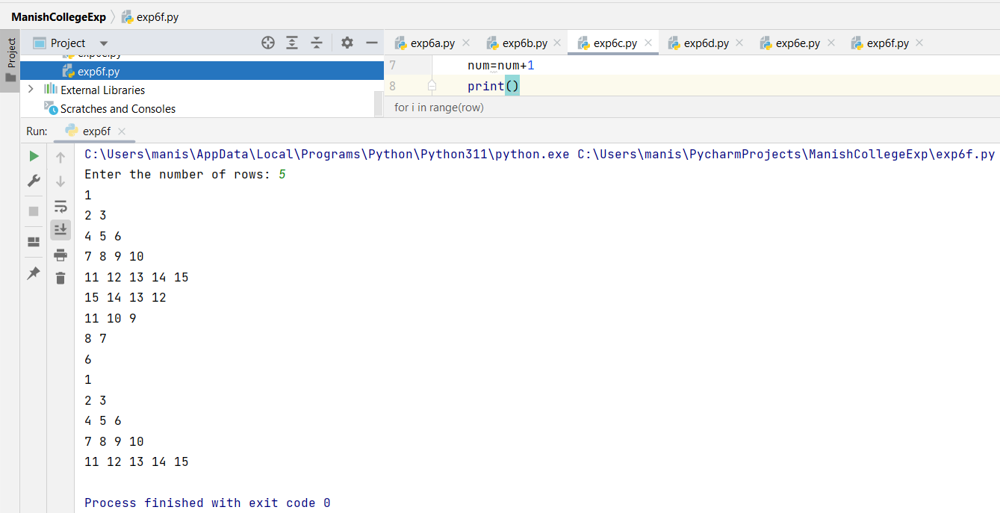 ManishCollegeExp exp6f.py
Project
Project
exp6a.py exp6b.py exp6c.py exp6d.py exp6e.py exp6f.py
exp6e.py
exp6f.py
External Libraries
Scratches and Consoles
7 num=num+1
8 print()
for i in range(row)
Run: exp6f
C:\Users\manis\AppData\Local\Programs\Python\Python311\python.exe C:\Users\manis\PycharmProjects\ManishCollegeExp\exp6f.py
Enter the number of rows: 5
1
2 3
4 5 6
7 8 9 10
11 12 13 14 15
15 14 13 12
11 10 9
8 7
6
1
2 3
4 5 6
7 8 9 10
11 12 13 14 15
Process finished with exit code 0